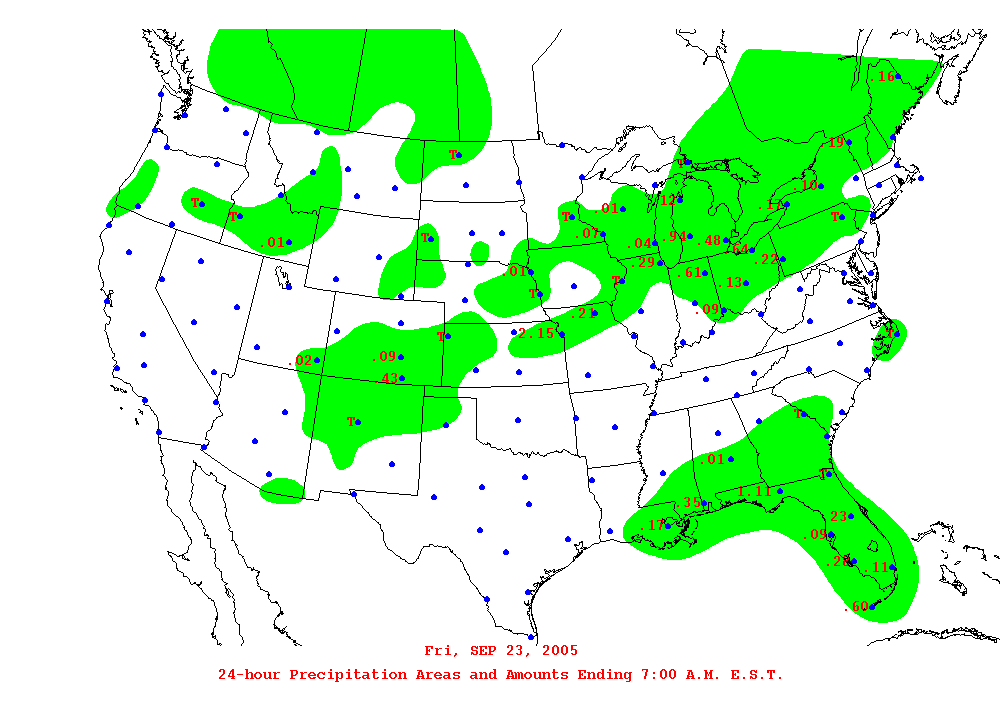 .16
.19
T
.10
T
.12
.17
T
.01
T
T
.07
T
.01
.04
.94
.48
.64
.22
.29
.61
.01
.13
T
T
.09
.21
T
2.15
T
.02
.09
.43
T
T
.01
T
1.11
.35
.23
.17
.09
.28
.11
.60
Fri, SEP 23, 2005
24-hour Precipitation Areas and Amounts Ending 7:00 A.M. E.S.T.